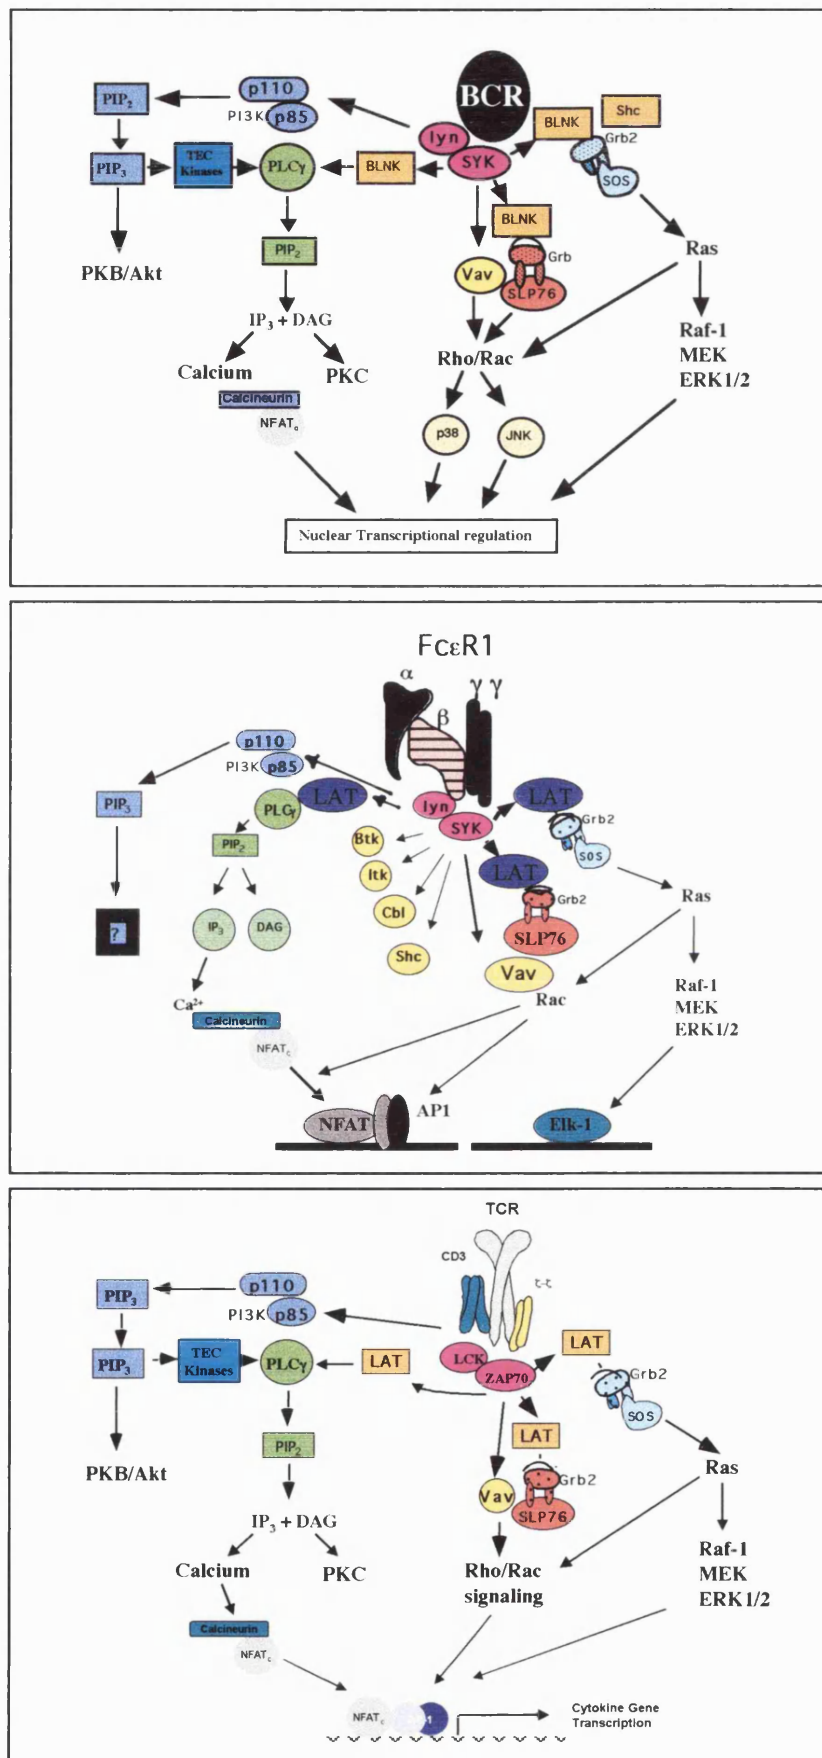 BCR
p110
PIP2
PI3K
p85
lyn
BLNK
Shc
Grb2
PIP3
TEC
Kinases
PLCγ
BLNK
SYK
SOS
BLNK
PKB/Akt
PIP2
Grb
Ras
Vav
SLP76
IP3 + DAG
Raf-1
MEK
ERK1/2
Calcium
PKC
Rho/Rac
Calcineurin
NFATc
p38
JNK
Nuclear Transcriptional regulation
FcεR1
α
γ γ
β
p110
PI3K
p85
PIP3
PLCγ
LAT
lyn
LAT
SYK
Grb2
SOS
Btk
PIP2
Itk
LAT
Grb2
Ras
Cbl
?
IP3
DAG
SLP76
Shc
Vav
Ca2+
Rac
Raf-1
MEK
ERK1/2
Calcineurin
NFATc
NFAT
AP1
Elk-1
TCR
CD3
ζ-ζ
PIP3
p110
PI3K
p85
LAT
PIP3
TEC
Kinases
PLCγ
LAT
LCK
ZAP70
Grb2
SOS
LAT
PKB/Akt
PIP2
Vav
Grb2
SLP76
Ras
IP3 + DAG
Raf-1
MEK
ERK1/2
Calcium
PKC
Rho/Rac
signaling
Calcineurin
NFATc
NFATc
Cytokine Gene
Transcription